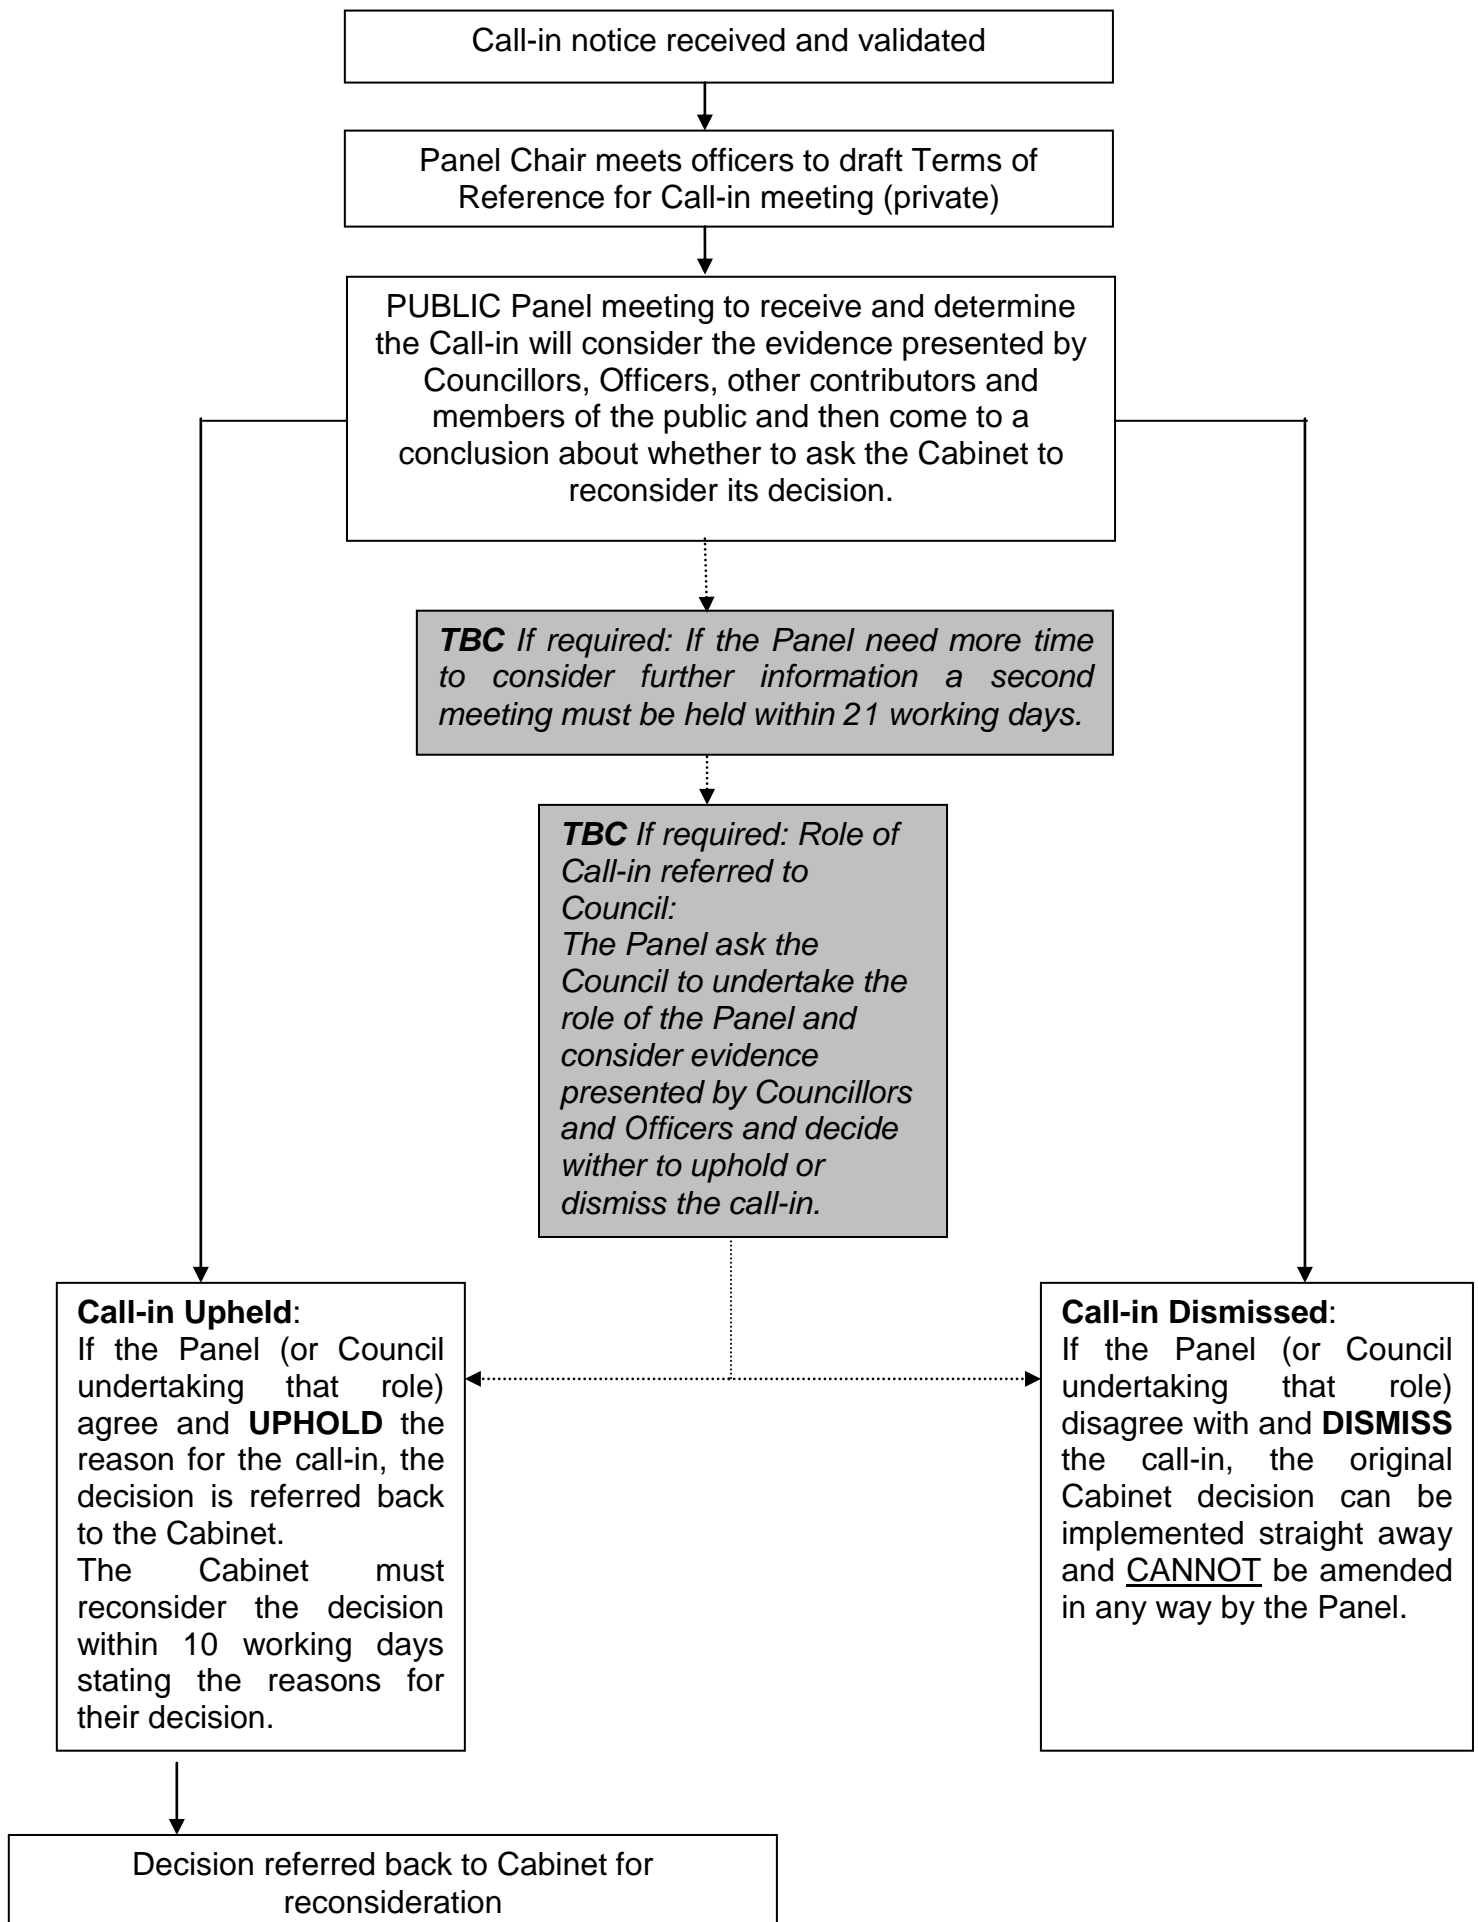 Call-in notice received and validated
Panel Chair meets officers to draft Terms of
Reference for Call-in meeting (private)
PUBLIC Panel meeting to receive and determine
the Call-in will consider the evidence presented by
Councillors, Officers, other contributors and
members of the public and then come to a
conclusion about whether to ask the Cabinet to
reconsider its decision.
TBC If required: If the Panel need more time
to consider further information a second
meeting must be held within 21 working days.
TBC If required: Role of
Call-in referred to
Council:
The Panel ask the
Council to undertake the
role of the Panel and
consider evidence
presented by Councillors
and Officers and decide
wither to uphold or
dismiss the call-in.
Call-in Upheld:
If the Panel (or Council
undertaking that role)
agree and UPHOLD the
reason for the call-in, the
decision is referred back
to the Cabinet.
The Cabinet must
reconsider the decision
within 10 working days
stating the reasons for
their decision.
Call-in Dismissed:
If the Panel (or Council
undertaking that role)
disagree with and DISMISS
the call-in, the original
Cabinet decision can be
implemented straight away
and CANNOT be amended
in any way by the Panel.
Decision referred back to Cabinet for
reconsideration